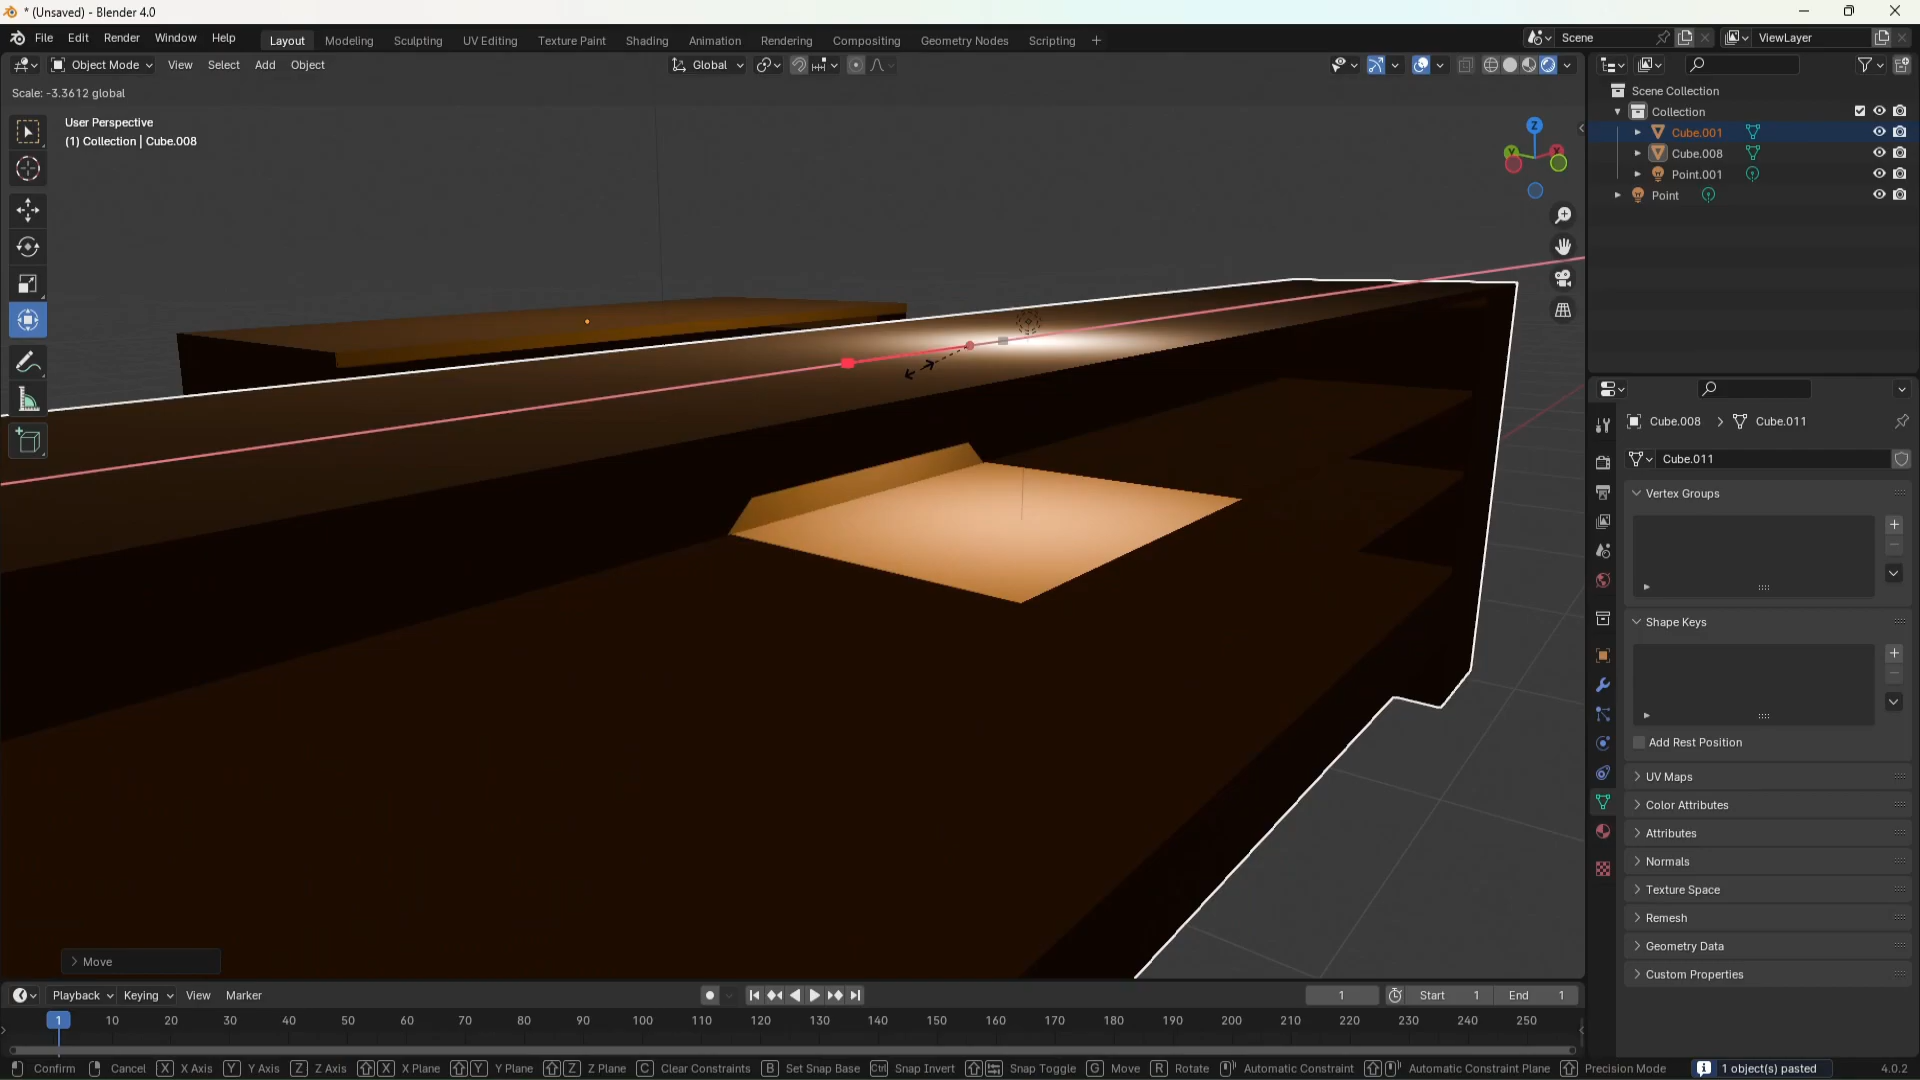 * (Unsaved) - Blender 4.0
File Edit Render Window Help
Layout Modeling Sculpting UV Editing Texture Paint Shading Animation Rendering Compositing Geometry Nodes Scripting +
Scene
ViewLayer
Object Mode View Select Add Object
Global
Scale: -3.3612 global
User Perspective
(1) Collection | Cube.008
Z
Y
X
Scene Collection
Collection
Cube.001
Cube.008
Point.001
Point
Cube.008 > Cube.011
Cube.011
Vertex Groups
Shape Keys
Add Rest Position
UV Maps
Color Attributes
Attributes
Normals
Texture Space
Remesh
Geometry Data
Custom Properties
Move
Playback Keying View Marker
1
Start 1
End 1
1 10 20 30 40 50 60 70 80 90 100 110 120 130 140 150 160 170 180 190 200 210 220 230 240 250
Confirm Cancel X X Axis Y Y Axis Z Z Axis X X Plane Y Y Plane Z Z Plane C Clear Constraints B Set Snap Base Ctrl Snap Invert Snap Toggle G Move R Rotate Automatic Constraint Automatic Constraint Plane Precision Mode
1 object(s) pasted
4.0.2